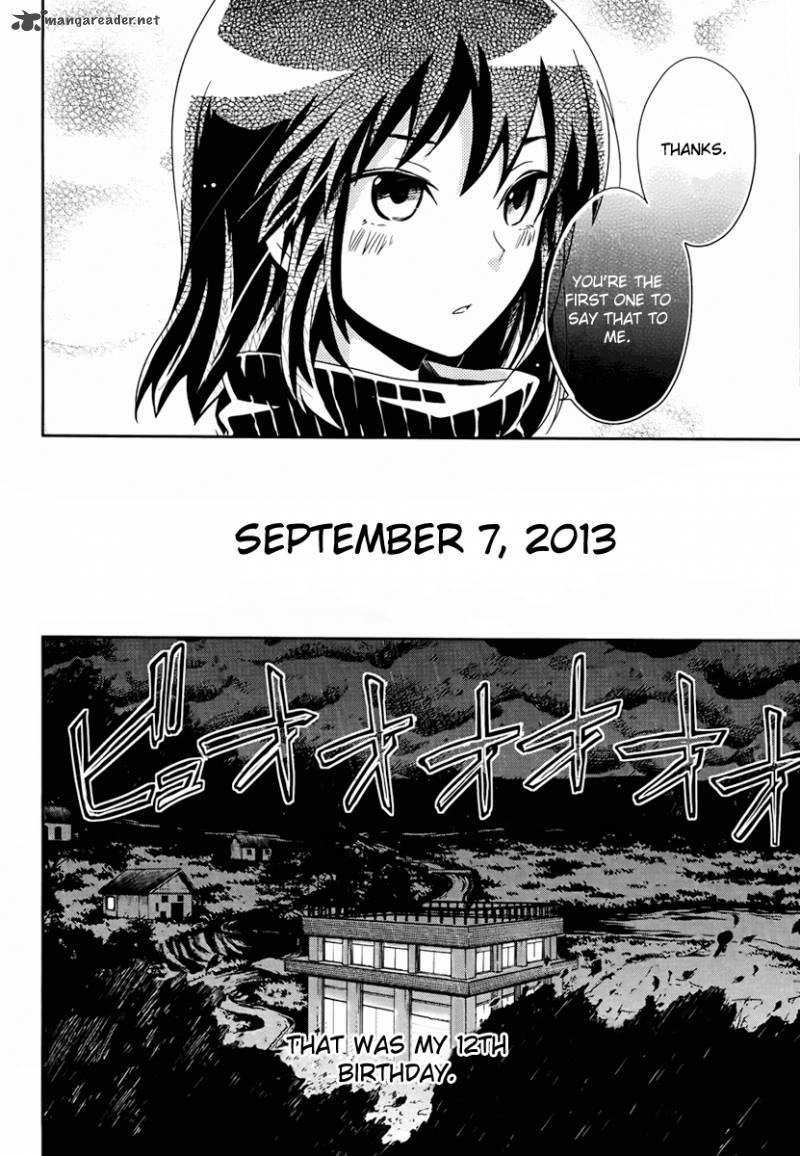 mangareader.net
THANKS.
YOU'RE THE
FIRST ONE TO
SAY THAT TO
ME.
SEPTEMBER 7, 2013
ビュオオオオオオオ
THAT WAS MY 12TH
BIRTHDAY.